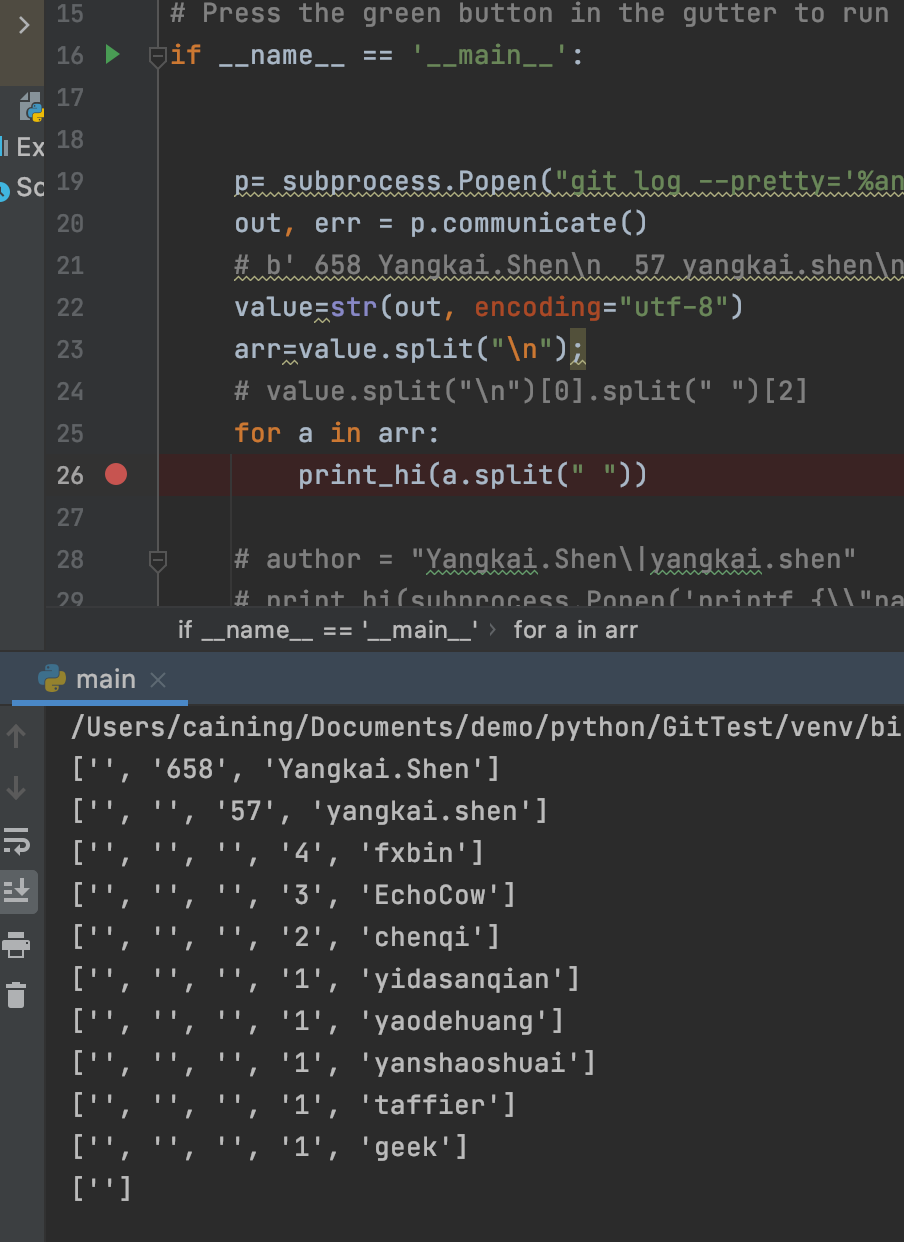 15 # Press the green button in the gutter to run
16 if __name__ == '__main__':
17
Ex
18
Sc
19 p= subprocess.Popen("git log --pretty='%an
20 out, err = p.communicate()
21 # b' 658 Yangkai.Shen\n  57 yangkai.shen\n
22 value=str(out, encoding="utf-8")
23 arr=value.split("\n");
24 # value.split("\n")[0].split(" ")[2]
25 for a in arr:
26 print_hi(a.split(" "))
27
28 # author = "Yangkai.Shen\|yangkai.shen"
29 # print_hi(subprocess.Popen('printf {\\"na
if __name__ == '__main__' › for a in arr
main ×
/Users/caining/Documents/demo/python/GitTest/venv/bi
['', '658', 'Yangkai.Shen']
['', '', '57', 'yangkai.shen']
['', '', '', '4', 'fxbin']
['', '', '', '3', 'EchoCow']
['', '', '', '2', 'chenqi']
['', '', '', '1', 'yidasanqian']
['', '', '', '1', 'yaodehuang']
['', '', '', '1', 'yanshaoshuai']
['', '', '', '1', 'taffier']
['', '', '', '1', 'geek']
['']